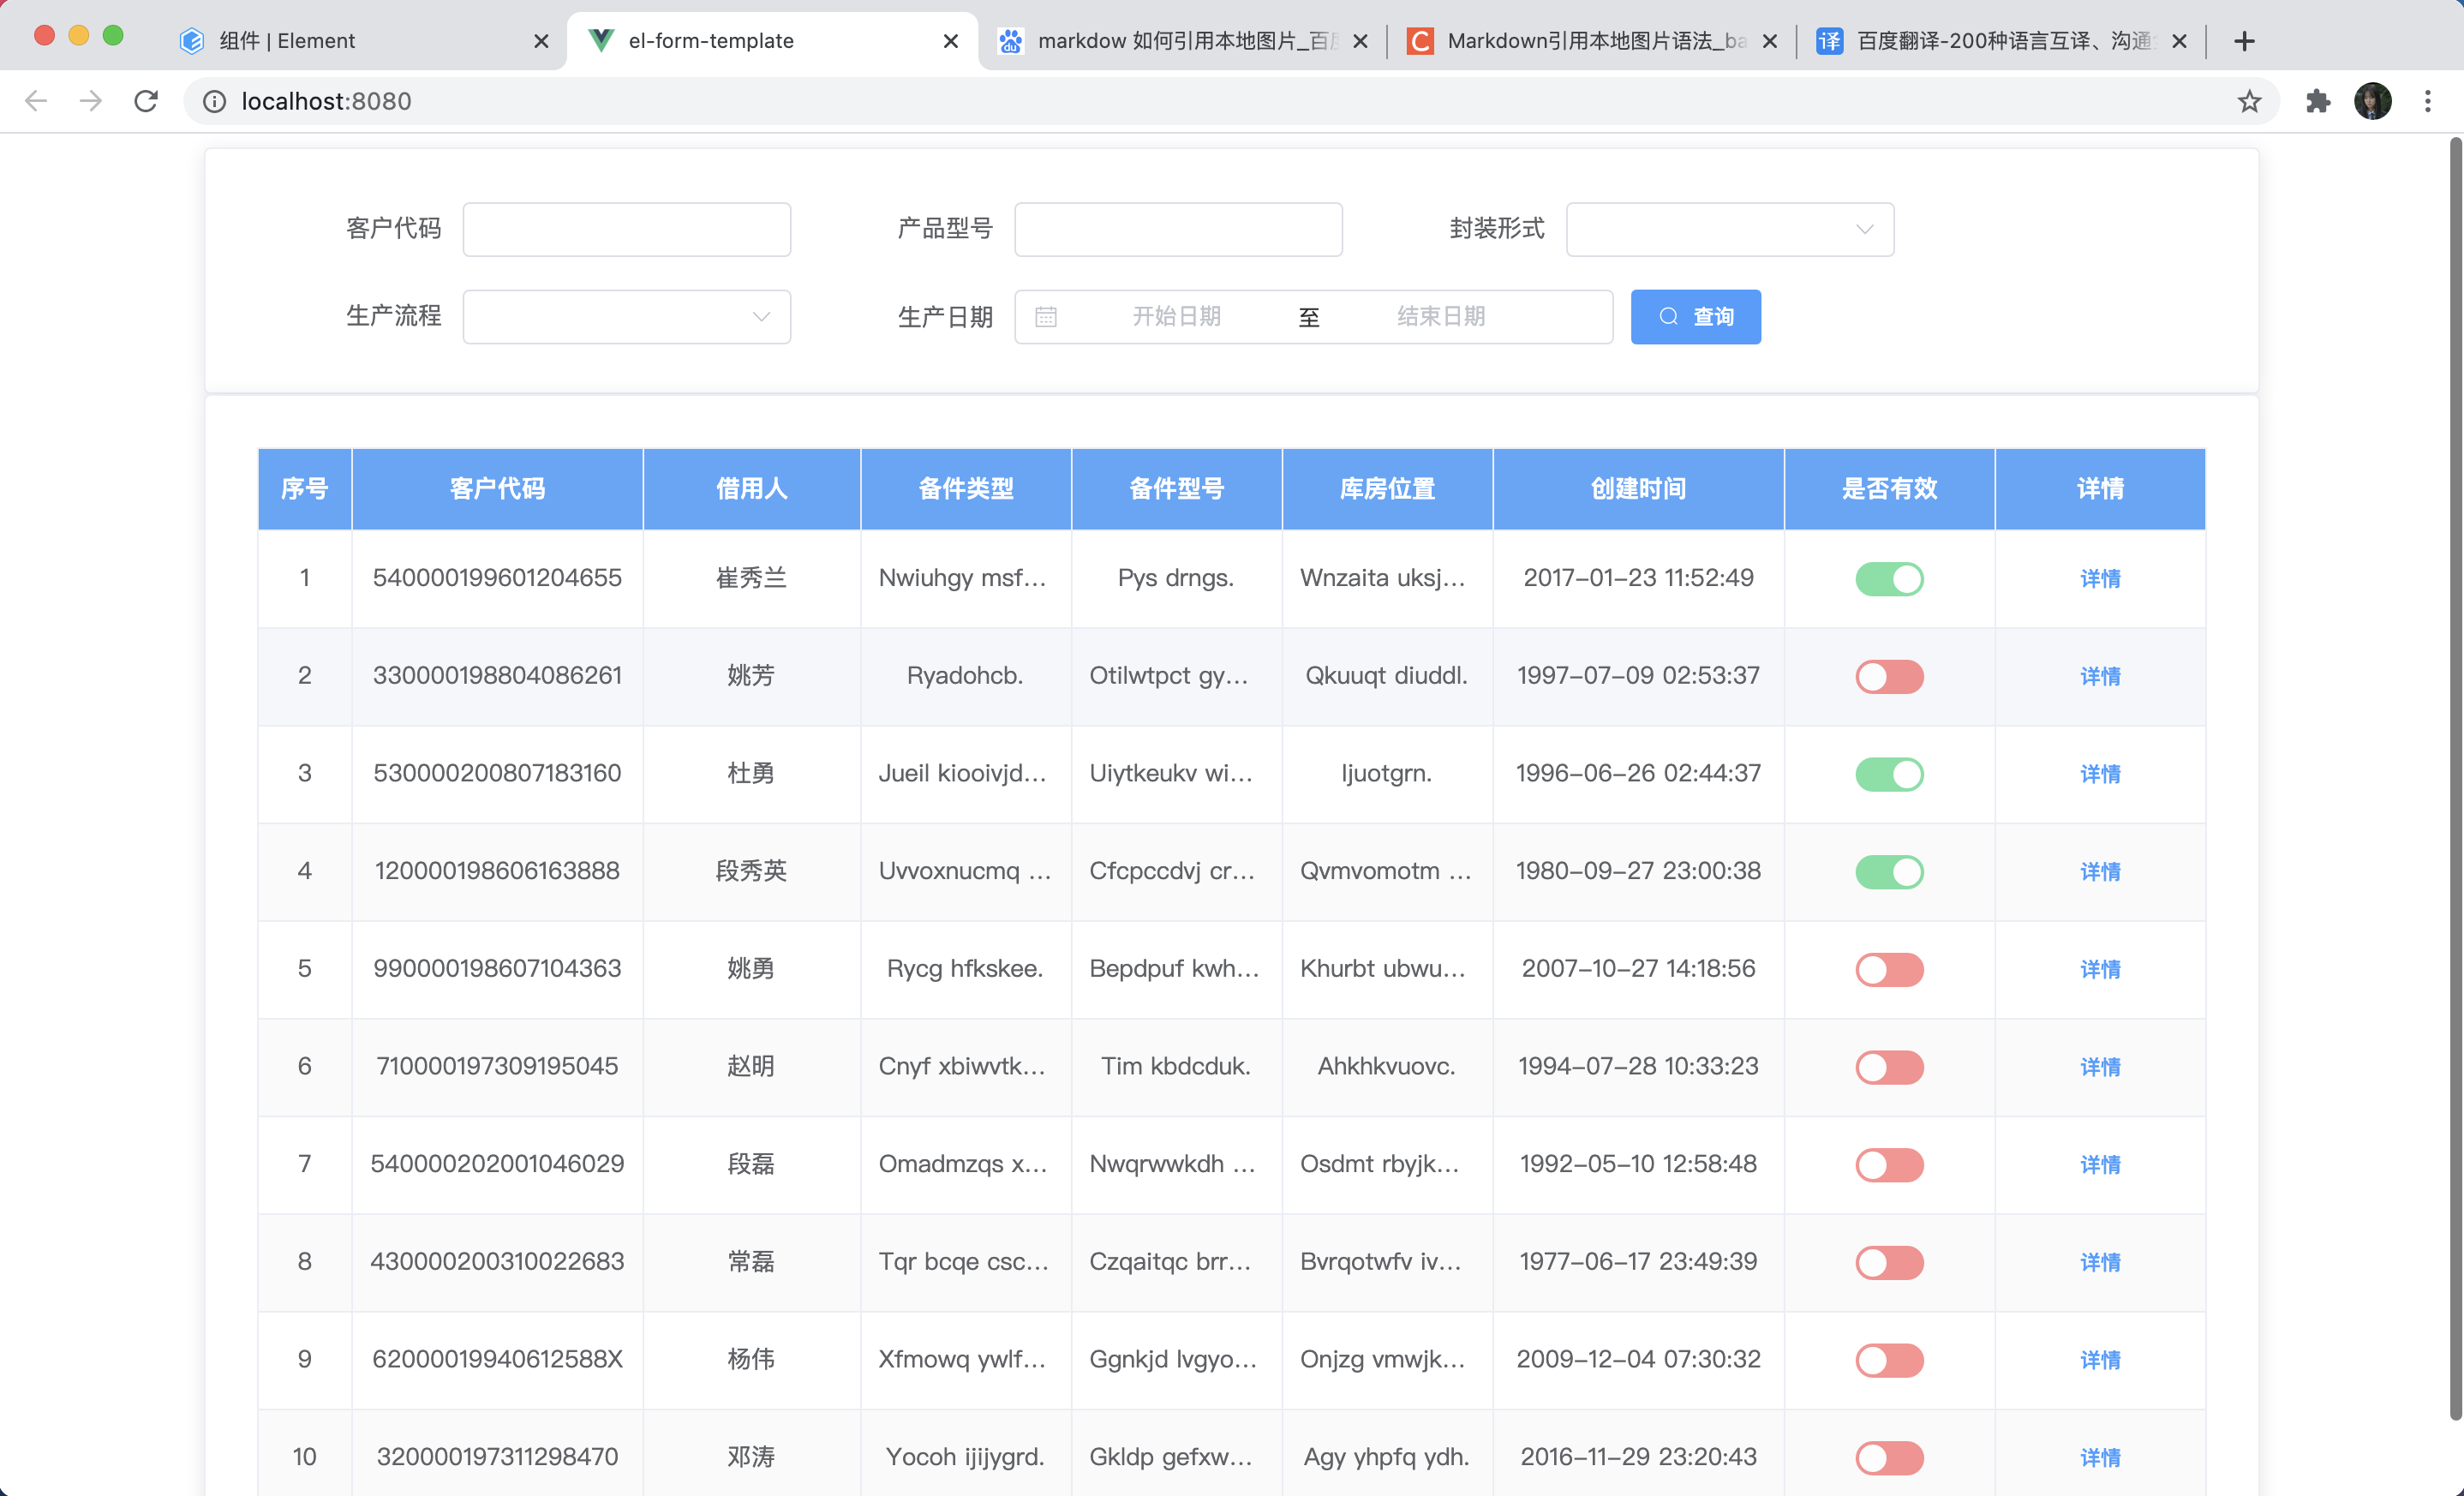 组件 | Element
el-form-template
markdow 如何引用本地图片_百
Markdown引用本地图片语法_ba
译
百度翻译-200种语言互译、沟通
localhost:8080
客户代码
产品型号
封装形式
生产流程
生产日期 开始日期 至 结束日期 查询
序号 客户代码 借用人 备件类型 备件型号 库房位置 创建时间 是否有效 详情
1 540000199601204655 崔秀兰 Nwiuhgy msf... Pys drngs. Wnzaita uksj... 2017-01-23 11:52:49 详情
2 330000198804086261 姚芳 Ryadohcb. Otilwtpct gy... Qkuuqt diuddl. 1997-07-09 02:53:37 详情
3 530000200807183160 杜勇 Jueil kiooivjd... Uiytkeukv wi... Ijuotgrn. 1996-06-26 02:44:37 详情
4 120000198606163888 段秀英 Uvvoxnucmq ... Cfcpccdvj cr... Qvmvomotm ... 1980-09-27 23:00:38 详情
5 990000198607104363 姚勇 Rycg hfkskee. Bepdpuf kwh... Khurbt ubwu... 2007-10-27 14:18:56 详情
6 710000197309195045 赵明 Cnyf xbiwvtk... Tim kbdcduk. Ahkhkvuovc. 1994-07-28 10:33:23 详情
7 540000202001046029 段磊 Omadmzqs x... Nwqrwwkdh ... Osdmt rbyjk... 1992-05-10 12:58:48 详情
8 430000200310022683 常磊 Tqr bcqe csc... Czqaitqc brr... Bvrqotwfv iv... 1977-06-17 23:49:39 详情
9 62000019940612588X 杨伟 Xfmowq ywlf... Ggnkjd lvgyo... Onjzg vmwjk... 2009-12-04 07:30:32 详情
10 320000197311298470 邓涛 Yocoh ijijygrd. Gkldp gefxw... Agy yhpfq ydh. 2016-11-29 23:20:43 详情